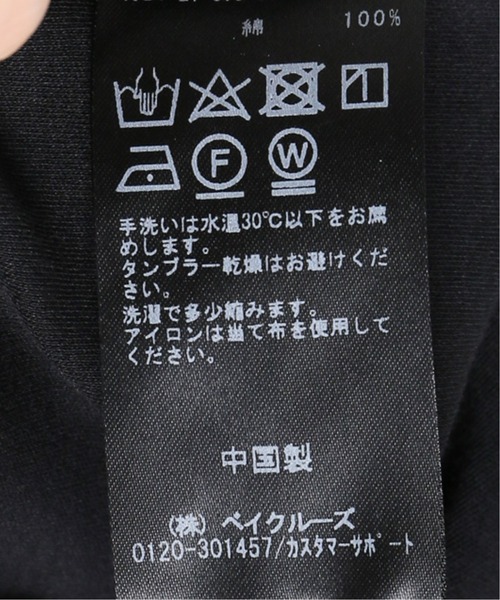 綿 100%
F W
手洗いは水温30℃以下をお薦
めします。
タンブラー乾燥はお避けくだ
さい。
洗濯で多少縮みます。
アイロンは当て布を使用して
ください。
中国製
(株) ベイクルーズ
0120-301457/カスタマーサポート